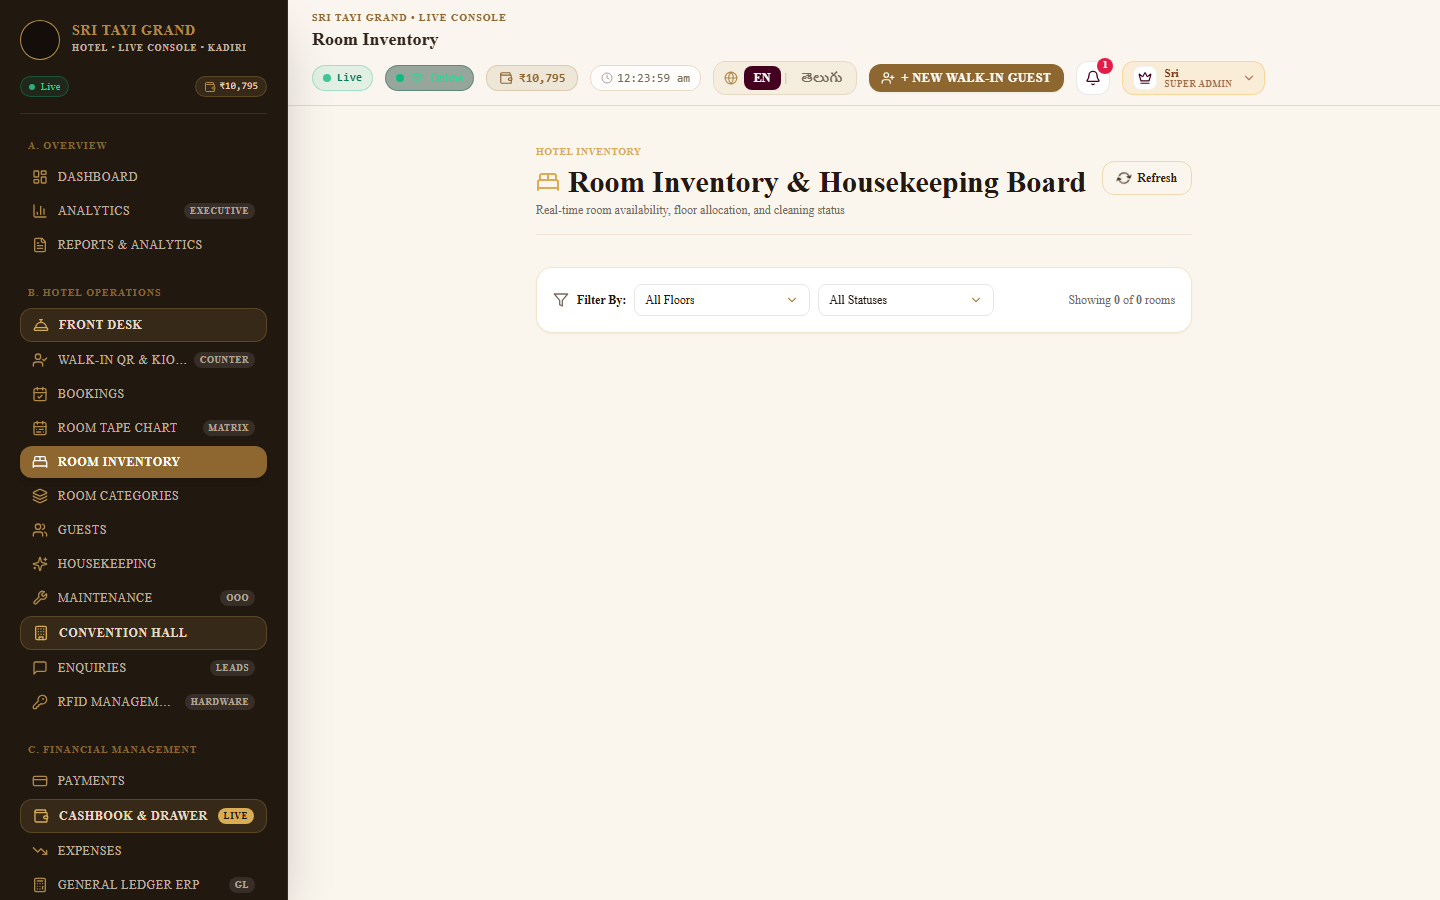 SRI TAYI GRAND
HOTEL • LIVE CONSOLE • KADIRI
Live
₹10,795
A. OVERVIEW
DASHBOARD
ANALYTICS
EXECUTIVE
REPORTS & ANALYTICS
B. HOTEL OPERATIONS
FRONT DESK
WALK-IN QR & KIO...
COUNTER
BOOKINGS
ROOM TAPE CHART
MATRIX
ROOM INVENTORY
ROOM CATEGORIES
GUESTS
HOUSEKEEPING
MAINTENANCE
OOO
CONVENTION HALL
ENQUIRIES
LEADS
RFID MANAGEM...
HARDWARE
C. FINANCIAL MANAGEMENT
PAYMENTS
CASHBOOK & DRAWER
LIVE
EXPENSES
GENERAL LEDGER ERP
GL
SRI TAYI GRAND • LIVE CONSOLE
Room Inventory
Live
₹10,795
12:23:59 am
EN
|
తెలుగు
+ NEW WALK-IN GUEST
1
Sri
SUPER ADMIN
HOTEL INVENTORY
Room Inventory & Housekeeping Board
Real-time room availability, floor allocation, and cleaning status
Refresh
Filter By:
All Floors
All Statuses
Showing 0 of 0 rooms